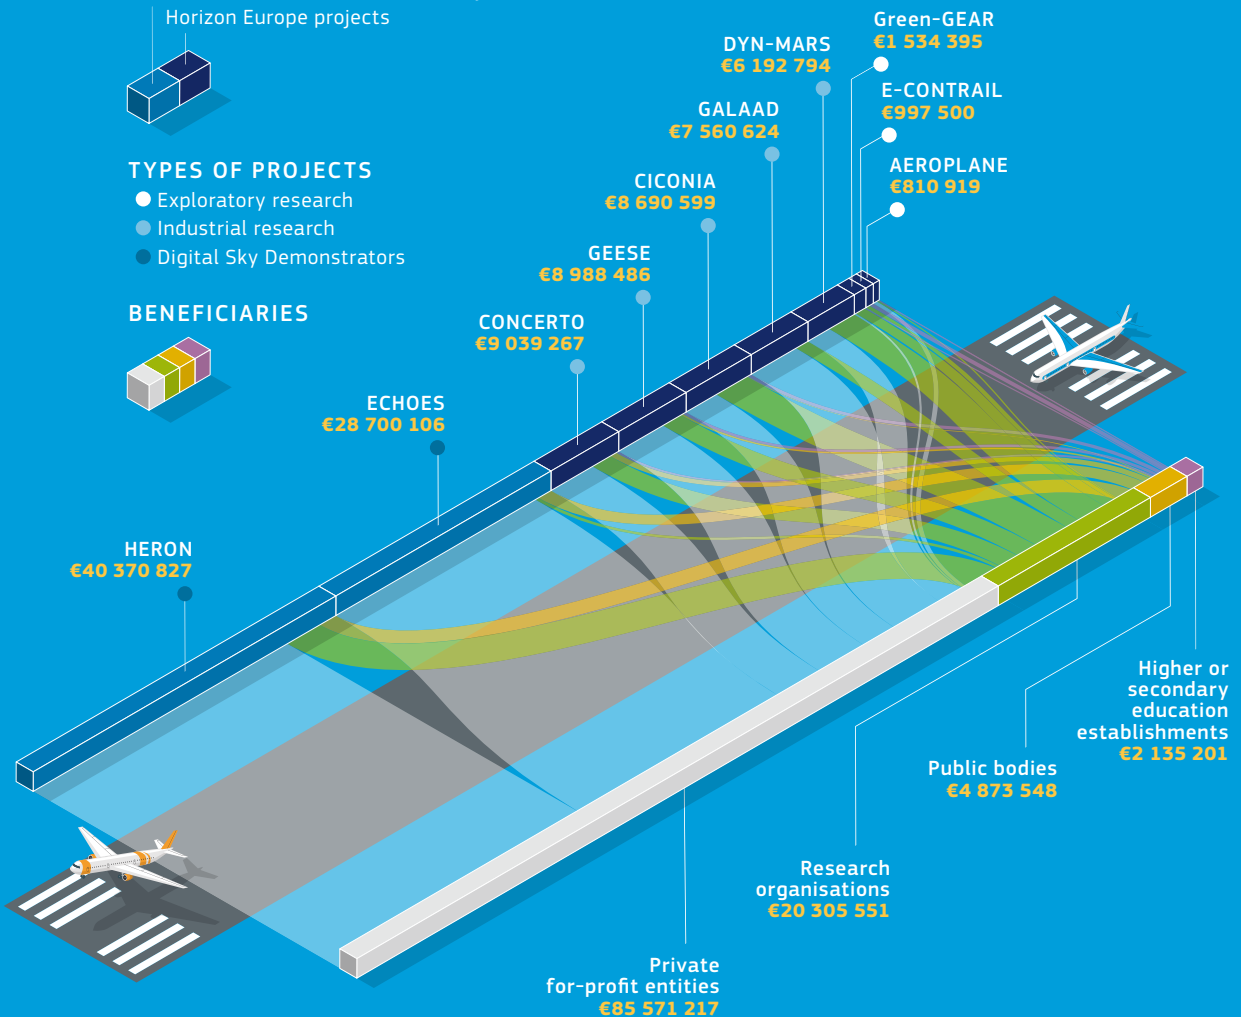 Horizon Europe projects
TYPES OF PROJECTS
Exploratory research
Industrial research
Digital Sky Demonstrators
BENEFICIARIES
Green-GEAR
€1 534 395
DYN-MARS
€6 192 794
E-CONTRAIL
€997 500
GALAAD
€7 560 624
AEROPLANE
€810 919
CICONIA
€8 690 599
GEESE
€8 988 486
CONCERTO
€9 039 267
ECHOES
€28 700 106
HERON
€40 370 827
Higher or
secondary
education
establishments
€2 135 201
Public bodies
€4 873 548
Research
organisations
€20 305 551
Private
for-profit entities
€85 571 217